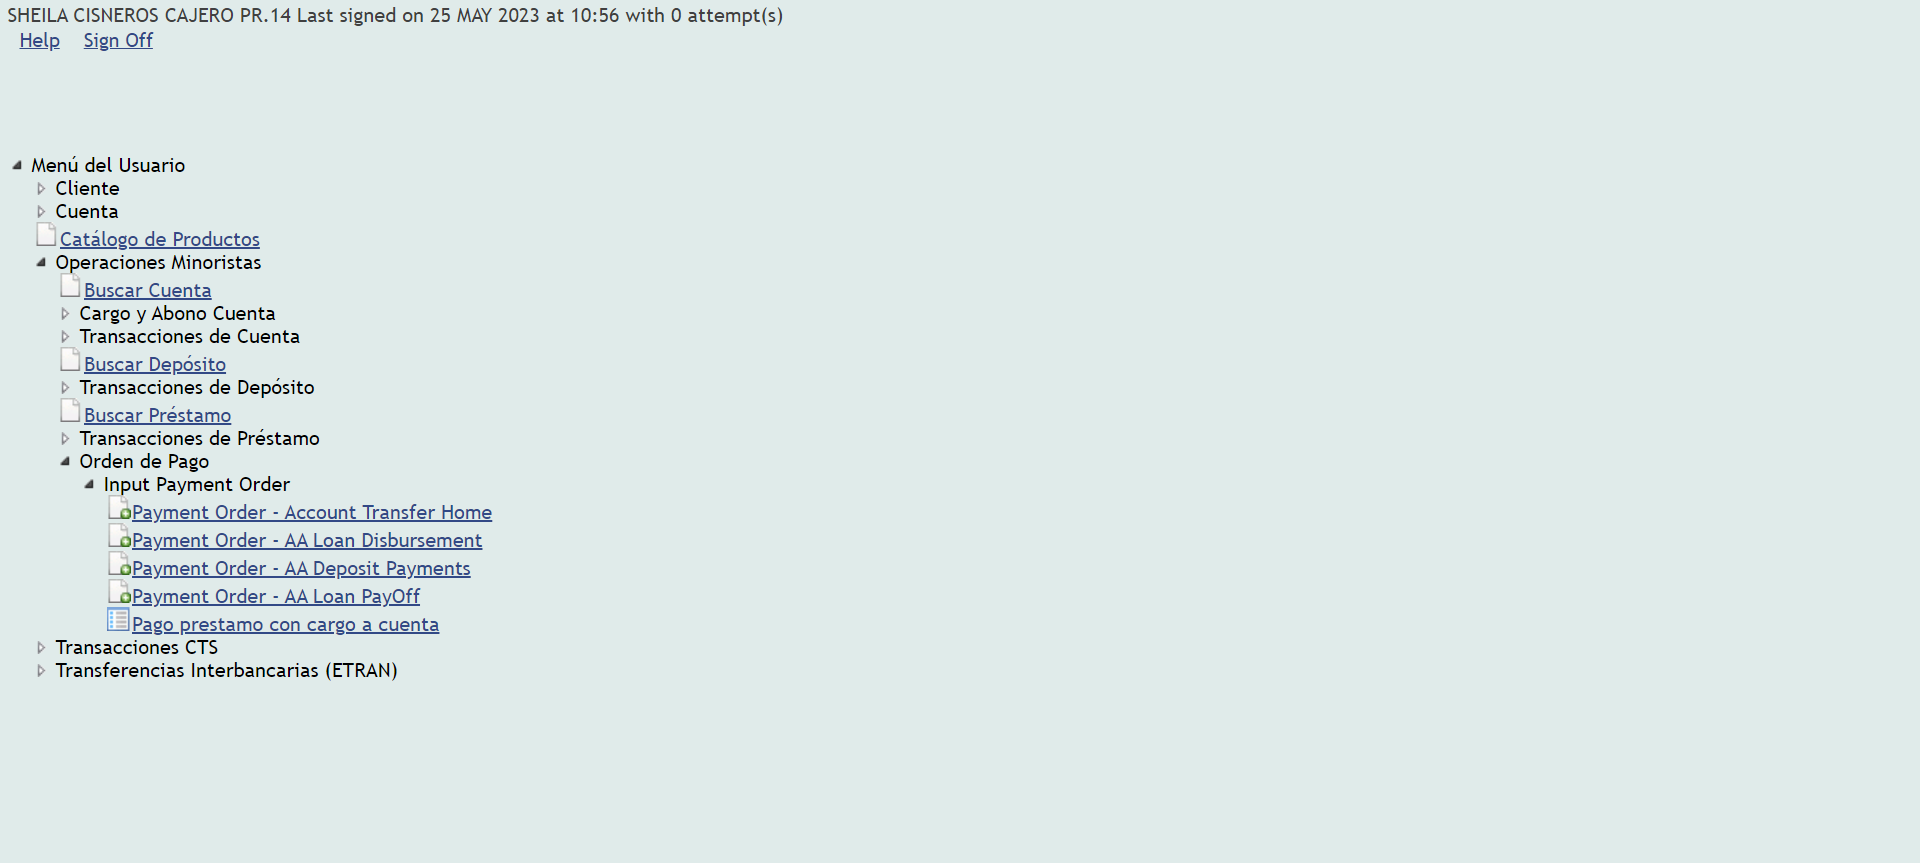 SHEILA CISNEROS CAJERO PR.14 Last signed on 25 MAY 2023 at 10:56 with 0 attempt(s)
Help Sign Off
Menú del Usuario
Cliente
Cuenta
Catálogo de Productos
Operaciones Minoristas
Buscar Cuenta
Cargo y Abono Cuenta
Transacciones de Cuenta
Buscar Depósito
Transacciones de Depósito
Buscar Préstamo
Transacciones de Préstamo
Orden de Pago
Input Payment Order
Payment Order - Account Transfer Home
Payment Order - AA Loan Disbursement
Payment Order - AA Deposit Payments
Payment Order - AA Loan PayOff
Pago prestamo con cargo a cuenta
Transacciones CTS
Transferencias Interbancarias (ETRAN)